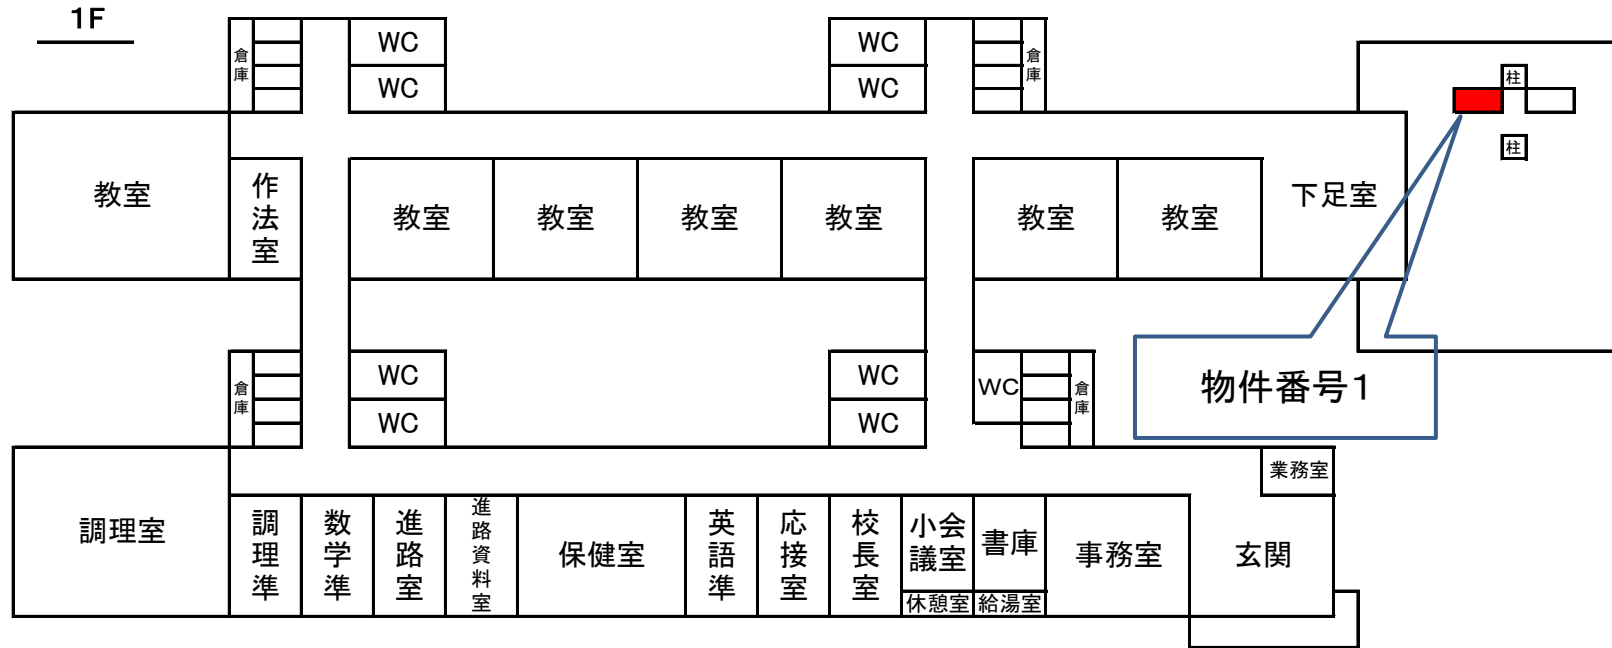 1F
倉庫
WC
WC
WC
WC
倉庫
柱
柱
教室
作法室
教室
教室
教室
教室
教室
教室
下足室
物件番号1
倉庫
WC
WC
WC
WC
WC
倉庫
業務室
調理室
調理準
数学準
進路室
進路資料室
保健室
英語準
応接室
校長室
小会
議室
休憩室
書庫
給湯室
事務室
玄関